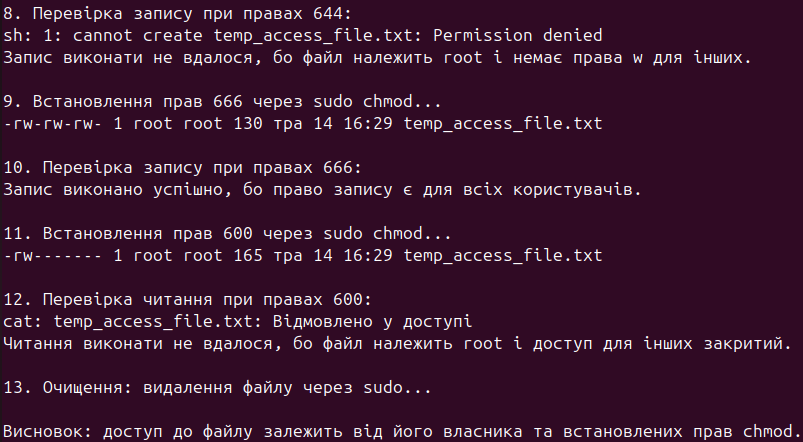 8. Перевірка запису при правах 644:
sh: 1: cannot create temp_access_file.txt: Permission denied
Запис виконати не вдалося, бо файл належить root і немає права w для інших.
9. Встановлення прав 666 через sudo chmod...
-rw-rw-rw- 1 root root 130 тра 14 16:29 temp_access_file.txt
10. Перевірка запису при правах 666:
Запис виконано успішно, бо право запису є для всіх користувачів.
11. Встановлення прав 600 через sudo chmod...
-rw------- 1 root root 165 тра 14 16:29 temp_access_file.txt
12. Перевірка читання при правах 600:
cat: temp_access_file.txt: Відмовлено у доступі
Читання виконати не вдалося, бо файл належить root і доступ для інших закритий.
13. Очищення: видалення файлу через sudo...
Висновок: доступ до файлу залежить від його власника та встановлених прав chmod.